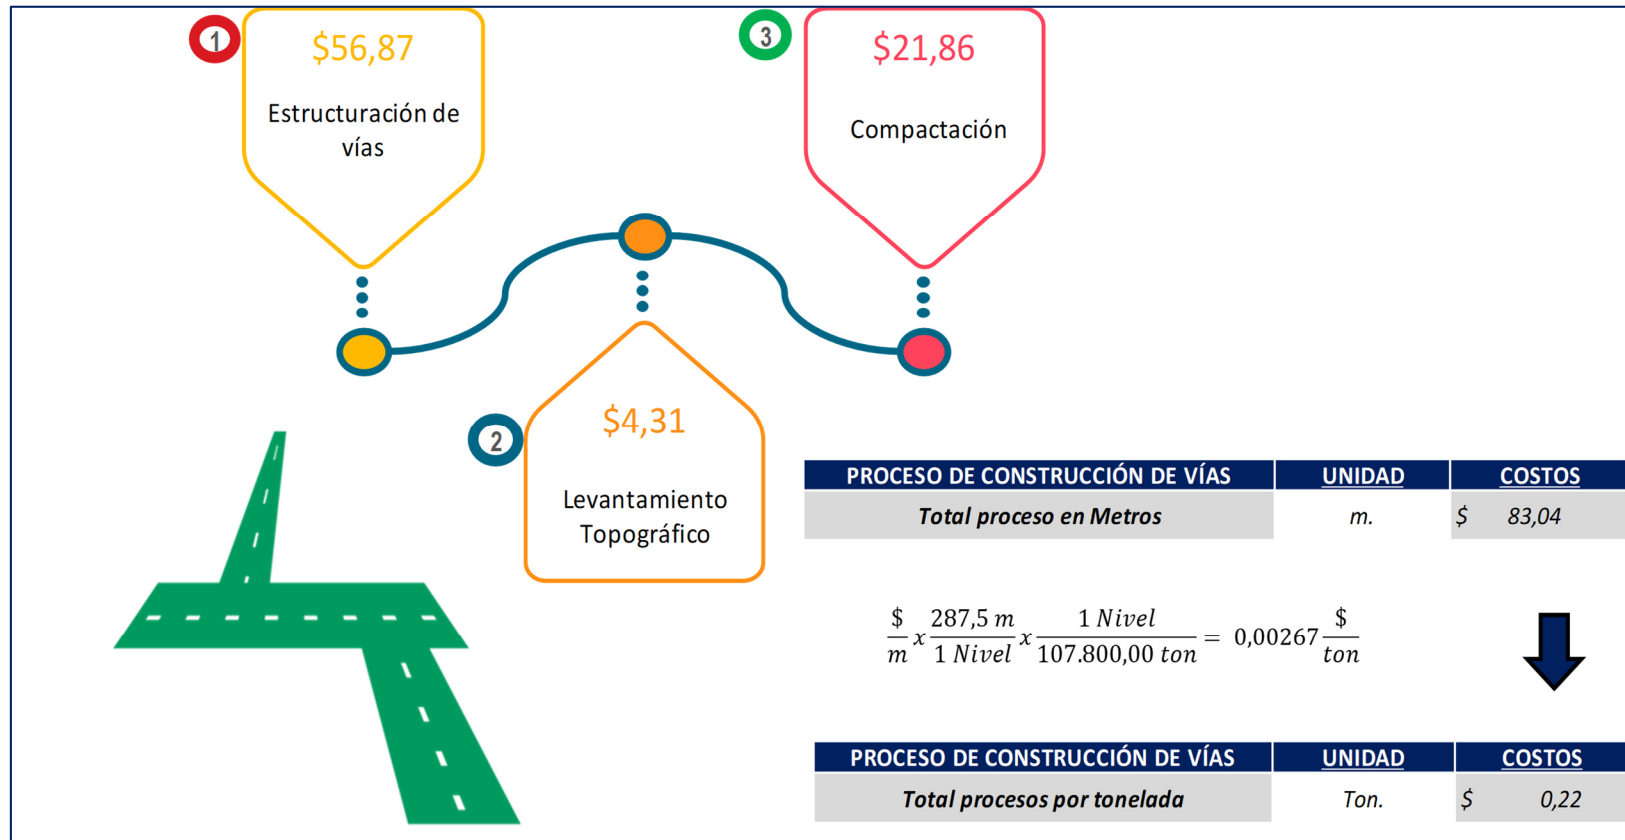 1
$56,87
Estructuración de
vías
3
$21,86
Compactación
2
$4,31
Levantamiento
Topográfico
PROCESO DE CONSTRUCCIÓN DE VÍAS UNIDAD COSTOS
Total proceso en Metros m. $ 83,04
$/m x 287,5 m/1 Nivel x 1 Nivel/107.800,00 ton = 0,00267 $/ton
PROCESO DE CONSTRUCCIÓN DE VÍAS UNIDAD COSTOS
Total procesos por tonelada Ton. $ 0,22